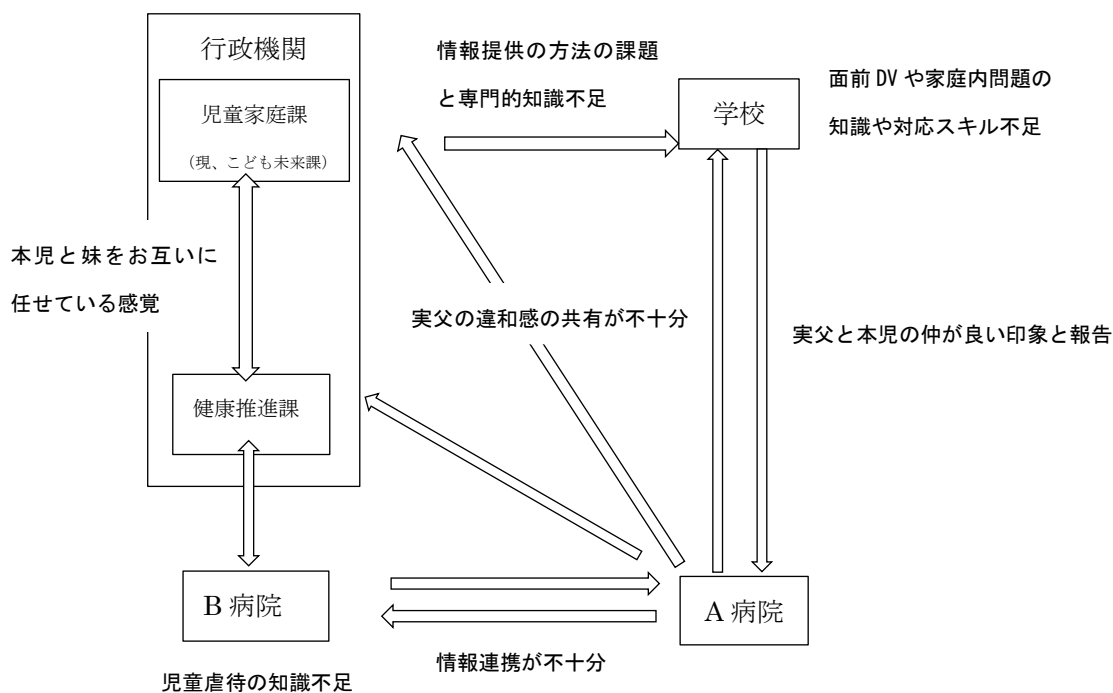 行政機関
児童家庭課
（現、こども未来課）
情報提供の方法の課題
と専門的知識不足
学校
面前 DV や家庭内問題の
知識や対応スキル不足
本児と妹をお互いに
任せている感覚
実父の違和感の共有が不十分
実父と本児の仲が良い印象と報告
健康推進課
B 病院
A 病院
情報連携が不十分
児童虐待の知識不足